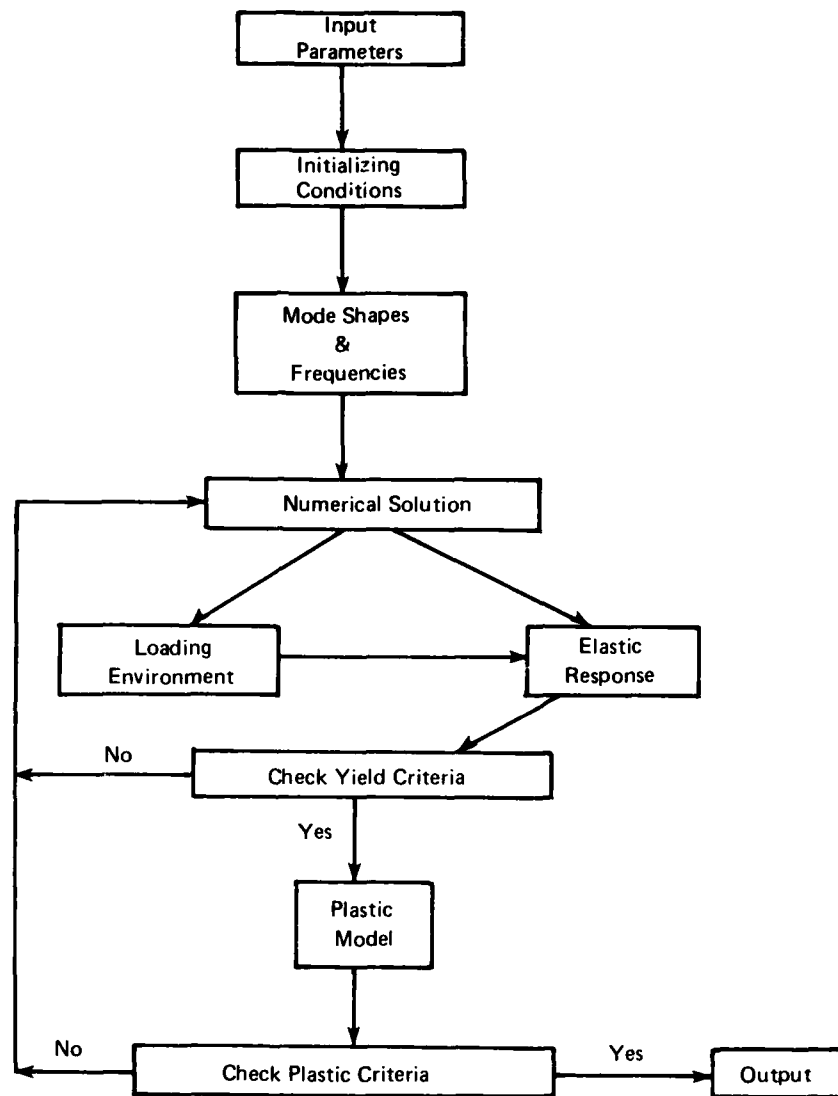 Input
Parameters
Initializing
Conditions
Mode Shapes
&
Frequencies
Numerical Solution
Loading
Environment
Elastic
Response
No
Check Yield Criteria
Yes
Plastic
Model
No
Check Plastic Criteria
Yes
Output